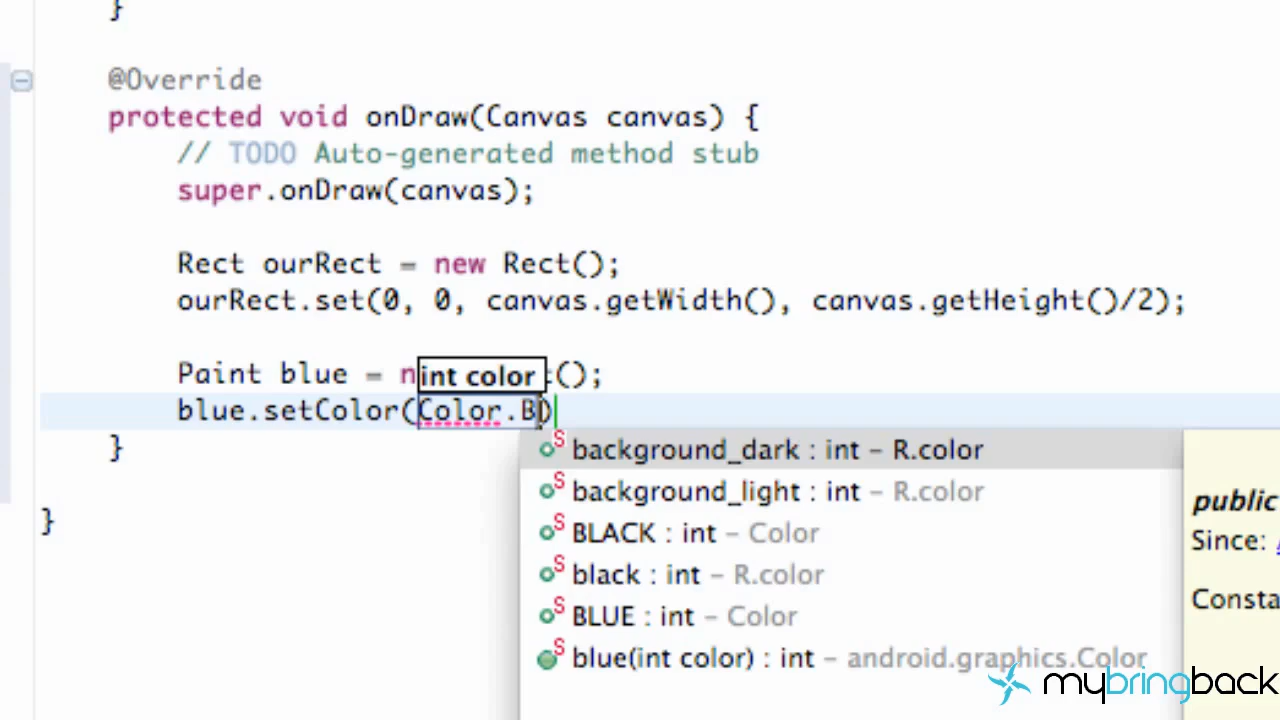 }
@Override
protected void onDraw(Canvas canvas) {
// TODO Auto-generated method stub
super.onDraw(canvas);
Rect ourRect = new Rect();
ourRect.set(0, 0, canvas.getWidth(), canvas.getHeight()/2);
Paint blue = n
int color
();
blue.setColor(Color.B)
}
}
background_dark : int – R.color
background_light : int – R.color
BLACK : int – Color
black : int – R.color
BLUE : int – Color
blue(int color) : int – android.graphics.Color
public
Since:
Consta
mybringback